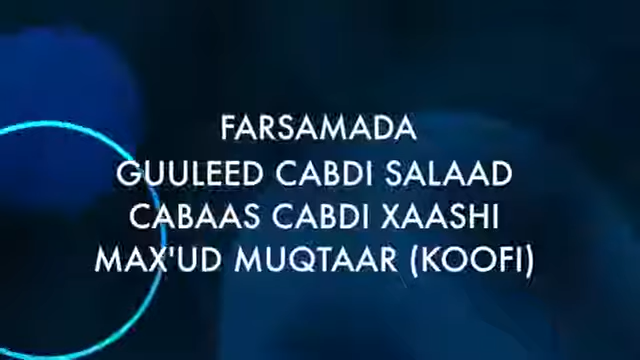 FARSAMADA
GUULEED CABDI SALAAD
CABAAS CABDI XAASHI
MAX'UD MUQTAAR (KOOFI)